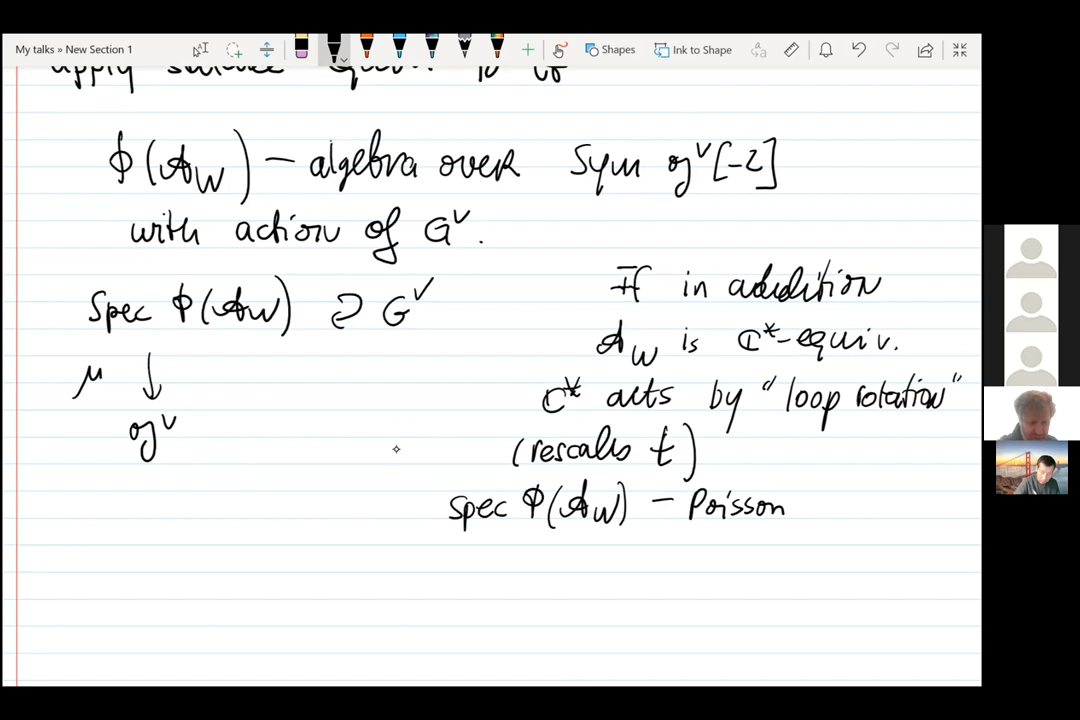 My talks » New Section 1
Shapes
Ink to Shape
apply
Φ(𝒜_W) — algebra over Sym 𝔤^∨[-2]
with action of G^∨.
Spec Φ(𝒜_W) ⊃ G^∨
μ ↓
𝔤^∨
If in addition
𝒜_W is ℂ*-equiv.
ℂ* acts by "loop rotation"
(rescales t)
Spec Φ(𝒜_W) — Poisson